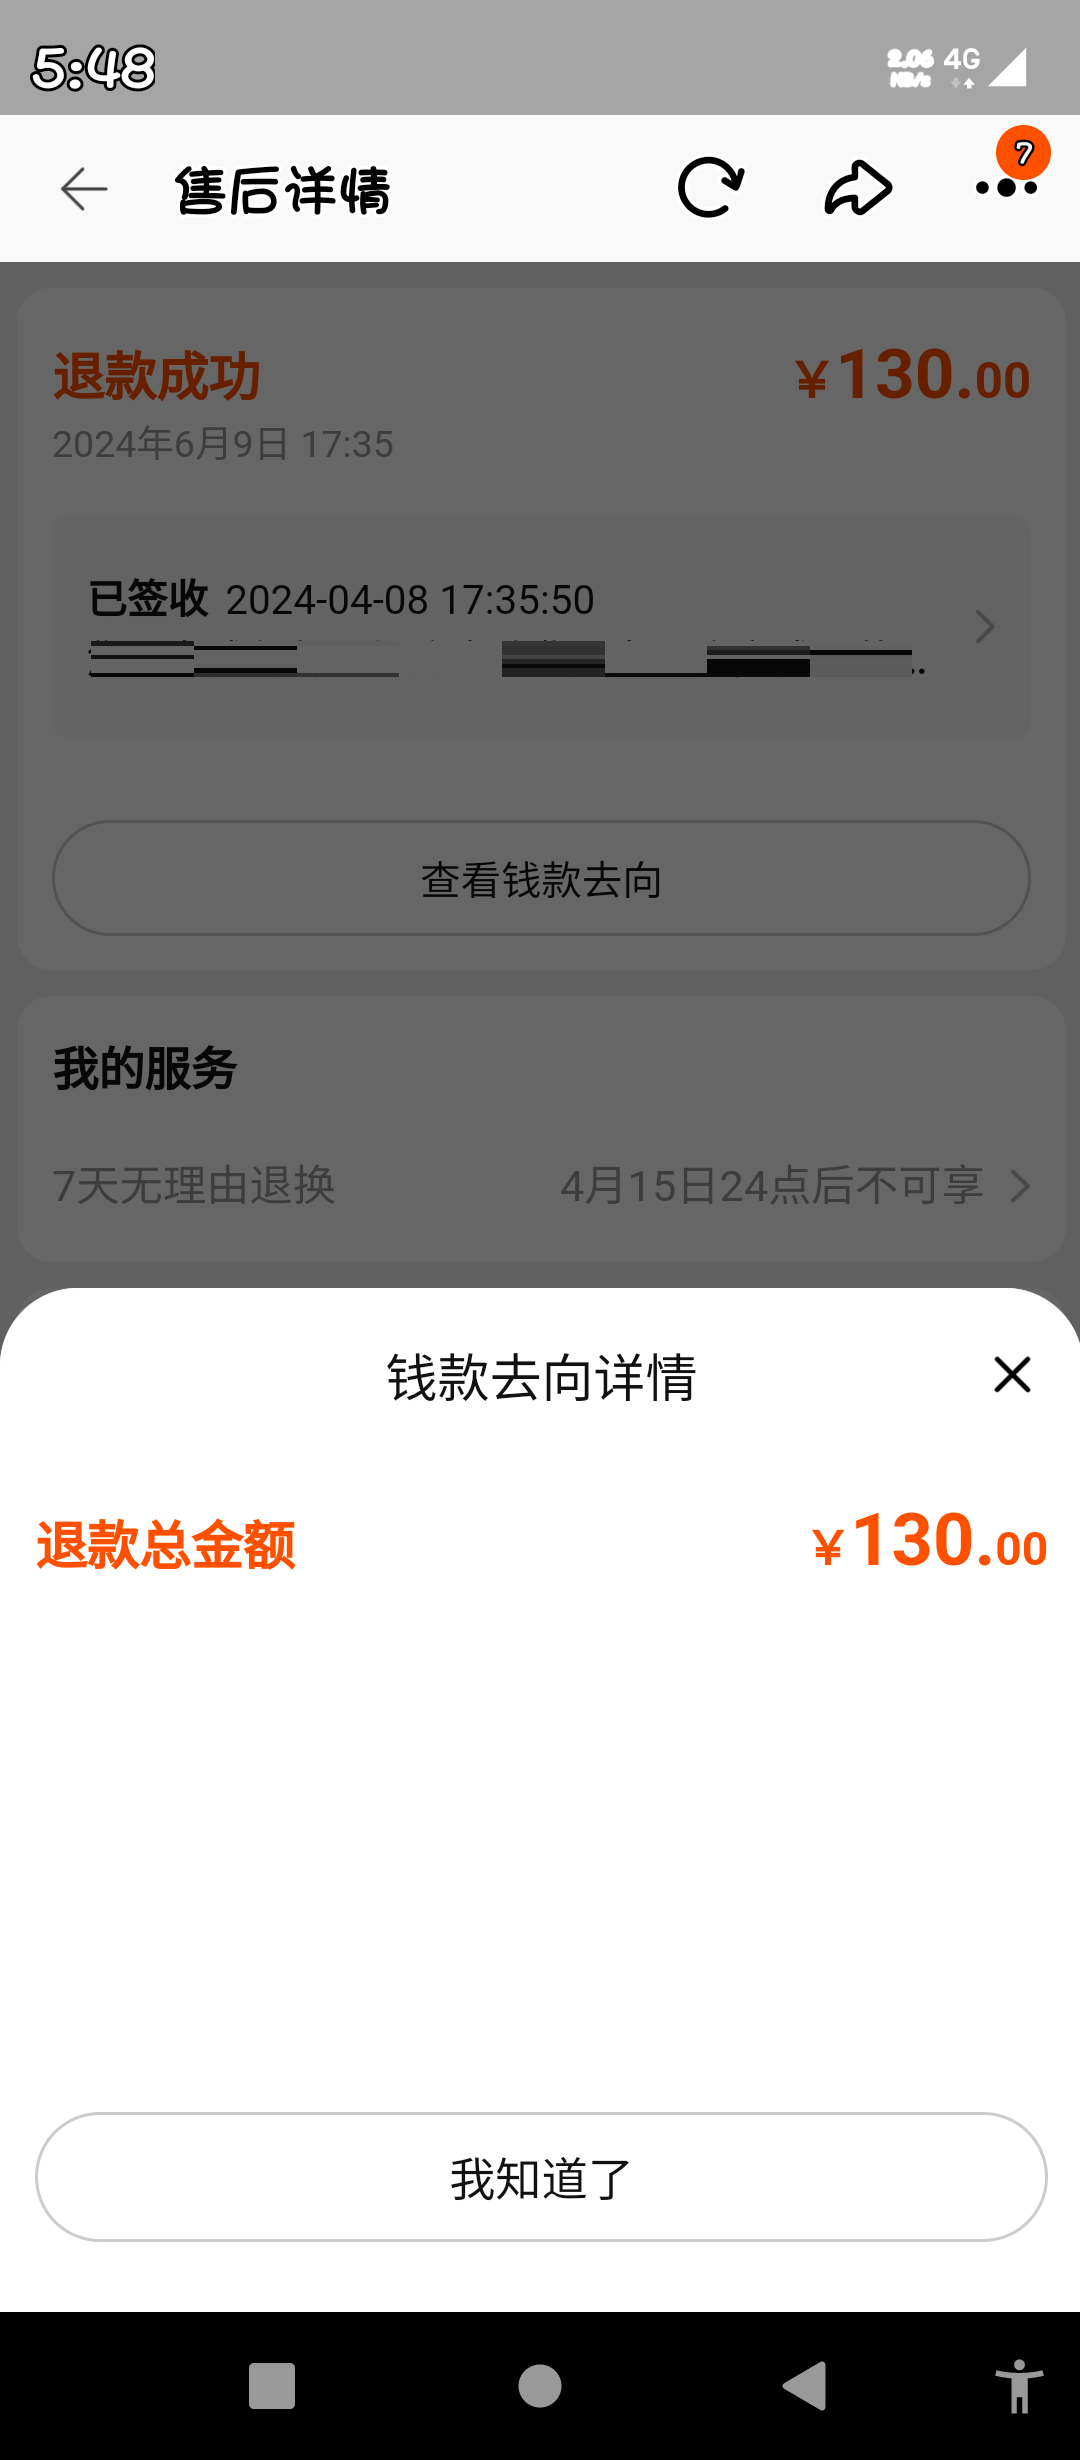 5:48
2.06 KB/s 4G
售后详情
7
退款成功 ￥130.00
2024年6月9日 17:35
已签收 2024-04-08 17:35:50
查看钱款去向
我的服务
7天无理由退换 4月15日24点后不可享
钱款去向详情
退款总金额 ￥130.00
我知道了